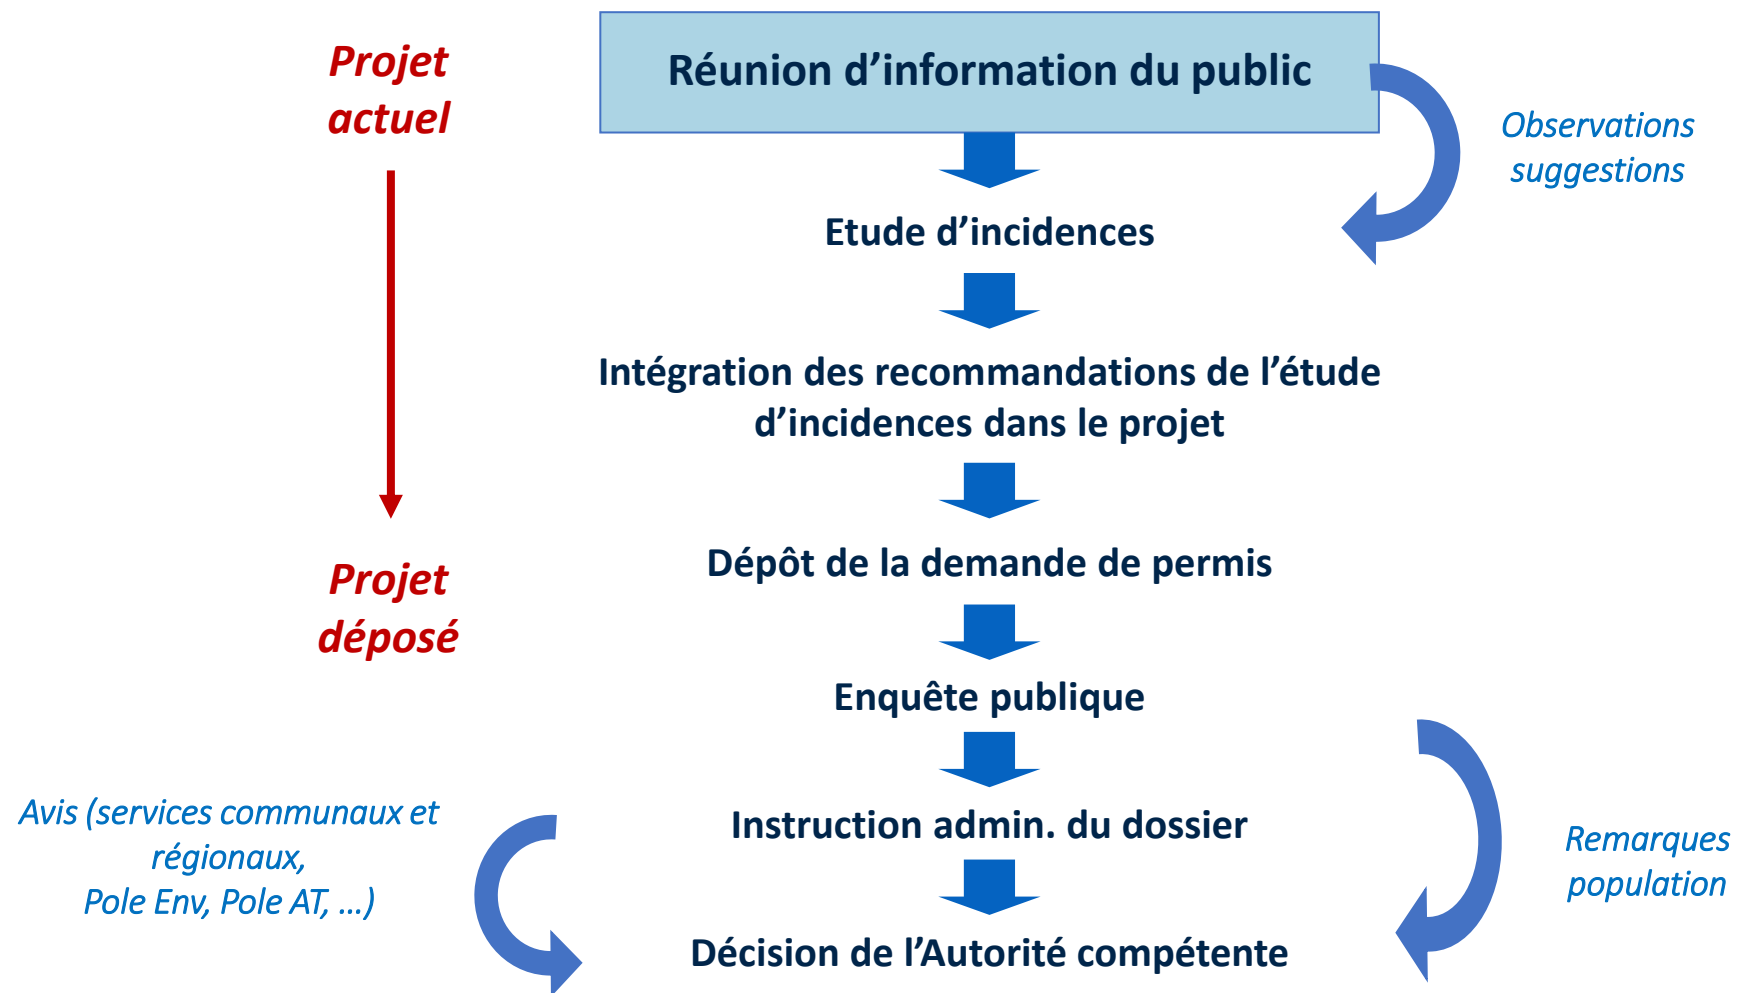 Projet
actuel
Réunion d’information du public
Observations
suggestions
Etude d’incidences
Intégration des recommandations de l’étude
d’incidences dans le projet
Dépôt de la demande de permis
Projet
déposé
Enquête publique
Avis (services communaux et
régionaux,
Pole Env, Pole AT, ...)
Instruction admin. du dossier
Remarques
population
Décision de l’Autorité compétente